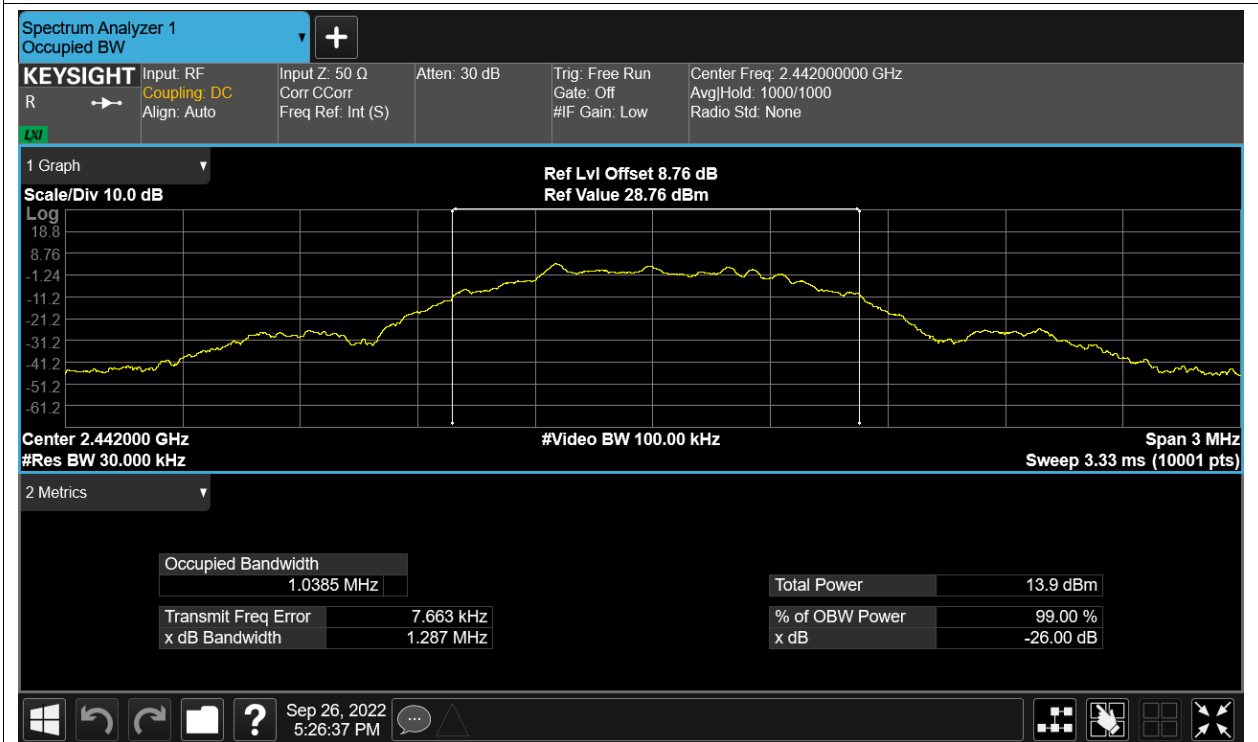 Spectrum Analyzer 1
Occupied BW
KEYSIGHT
R
LXI
Input: RF
Coupling: DC
Align: Auto
Input Z: 50 Ω
Corr CCorr
Freq Ref: Int (S)
Atten: 30 dB
Trig: Free Run
Gate: Off
#IF Gain: Low
Center Freq: 2.442000000 GHz
Avg|Hold: 1000/1000
Radio Std: None
1 Graph
Scale/Div 10.0 dB
Ref Lvl Offset 8.76 dB
Ref Value 28.76 dBm
Log
18.8
8.76
-1.24
-11.2
-21.2
-31.2
-41.2
-51.2
-61.2
Center 2.442000 GHz
#Video BW 100.00 kHz
Span 3 MHz
#Res BW 30.000 kHz
Sweep 3.33 ms (10001 pts)
2 Metrics
Occupied Bandwidth
1.0385 MHz
Total Power 13.9 dBm
Transmit Freq Error 7.663 kHz
% of OBW Power 99.00 %
x dB Bandwidth 1.287 MHz
x dB -26.00 dB
?
Sep 26, 2022
5:26:37 PM